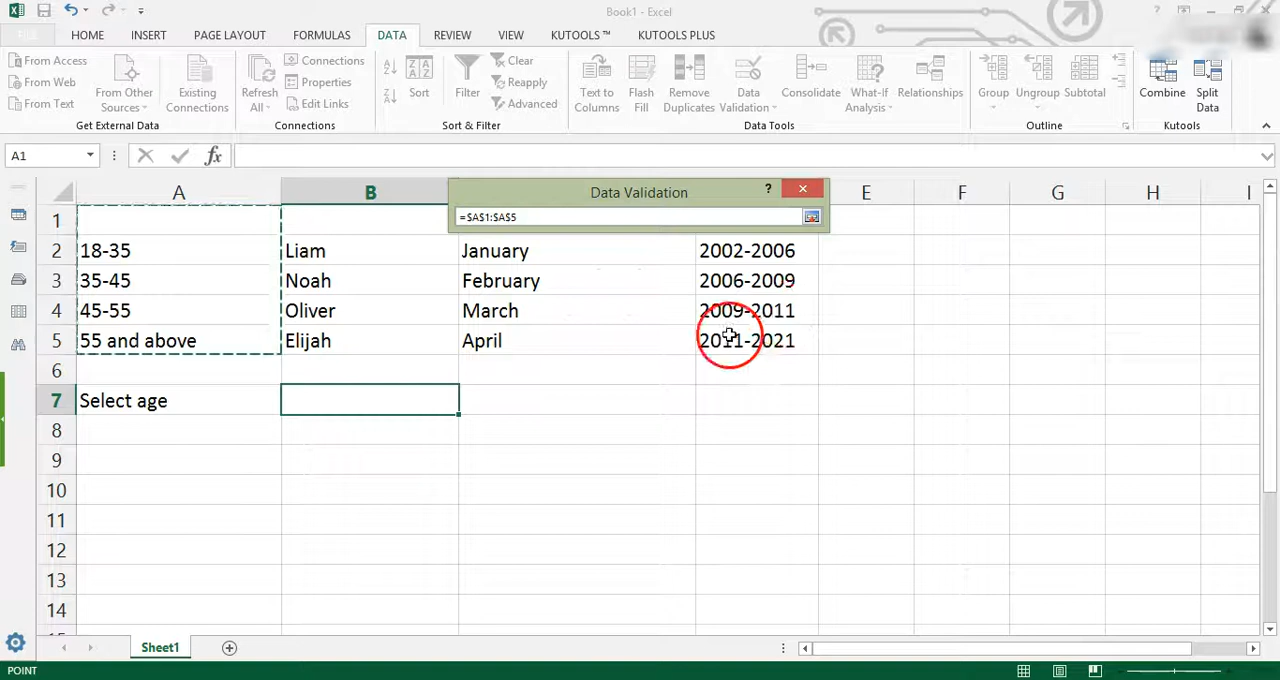 Book1 - Excel
FILE HOME INSERT PAGE LAYOUT FORMULAS DATA REVIEW VIEW KUTOOLS ™ KUTOOLS PLUS
From Access
From Web
From Text
From Other Sources
Existing Connections
Get External Data
Refresh All
Connections
Properties
Edit Links
Connections
Sort
Filter
Clear
Reapply
Advanced
Sort & Filter
Text to Columns
Flash Fill
Remove Duplicates
Data Validation
Consolidate
What-If Analysis
Relationships
Data Tools
Group
Ungroup
Subtotal
Outline
Combine
Split Data
Kutools
A1
fx
Data Validation ?
=$A$1:$A$5
A B E F G H I
1
2 18-35 Liam January 2002-2006
3 35-45 Noah February 2006-2009
4 45-55 Oliver March 2009-2011
5 55 and above Elijah April 2011-2021
6
7 Select age
8
9
10
11
12
13
14
Sheet1
POINT